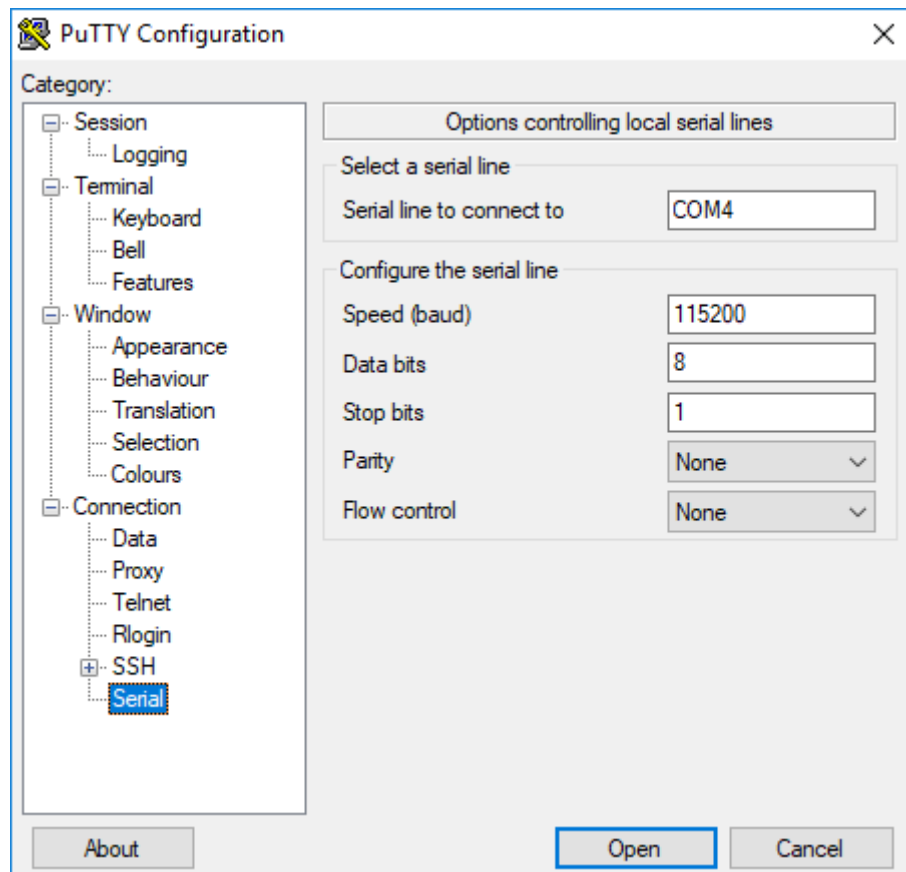 PuTTY Configuration
Category:
Session
Logging
Terminal
Keyboard
Bell
Features
Window
Appearance
Behaviour
Translation
Selection
Colours
Connection
Data
Proxy
Telnet
Rlogin
SSH
Serial
Options controlling local serial lines
Select a serial line
Serial line to connect to COM4
Configure the serial line
Speed (baud) 115200
Data bits 8
Stop bits 1
Parity None
Flow control None
About Open Cancel